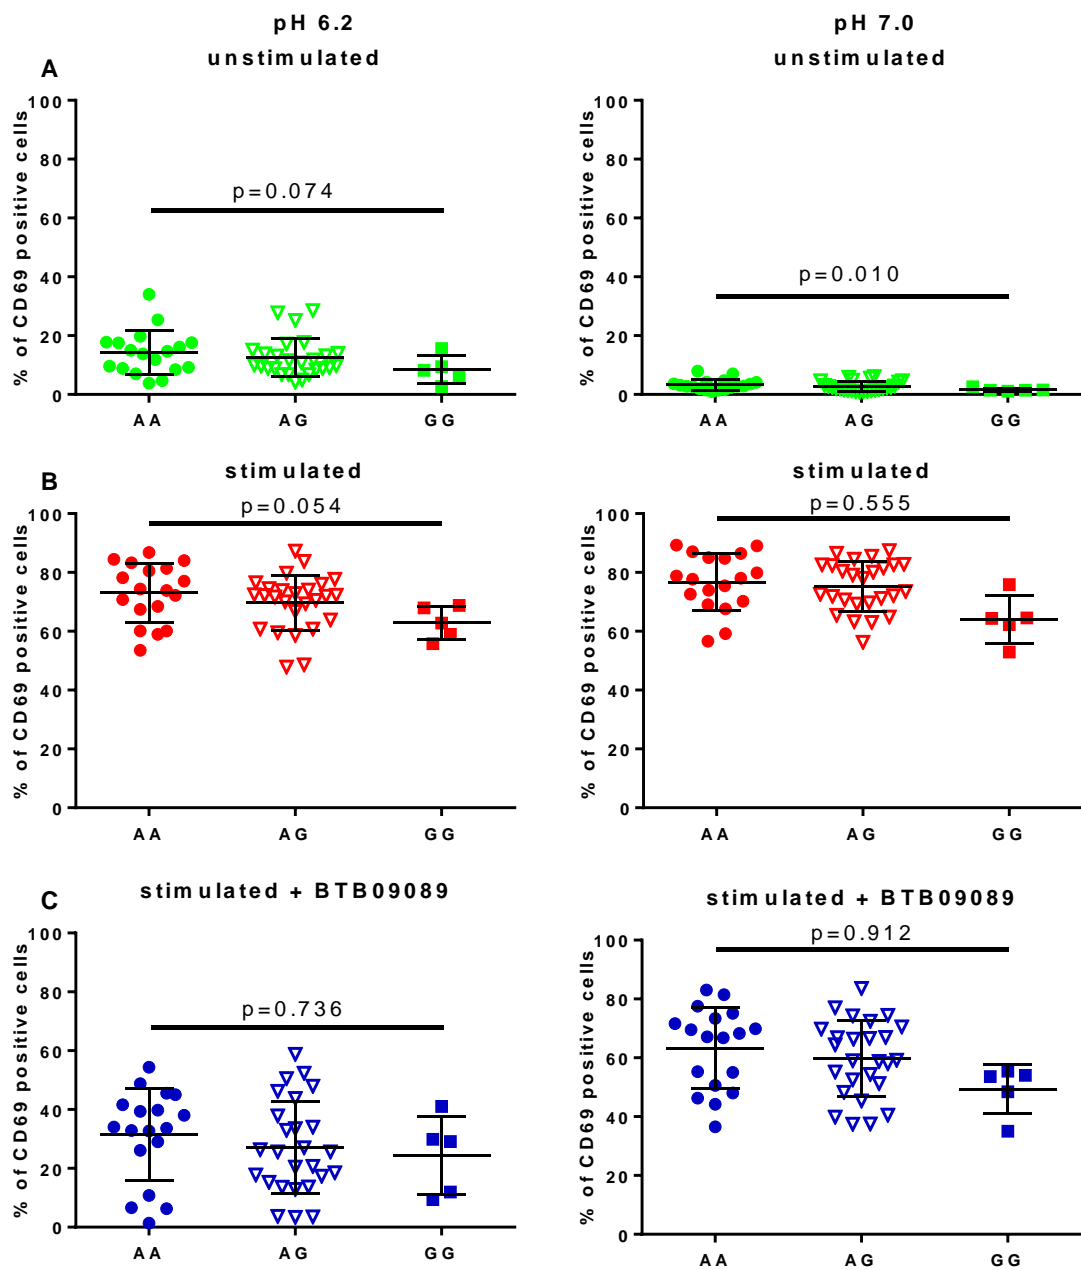 pH 6.2
unstimulated
pH 7.0
unstimulated
A
% of CD69 positive cells
100
80
60
40
20
0
p=0.074
AA
AG
GG
% of CD69 positive cells
100
80
60
40
20
0
p=0.010
AA
AG
GG
B
stimulated
% of CD69 positive cells
100
80
60
40
20
0
p=0.054
AA
AG
GG
stimulated
% of CD69 positive cells
100
80
60
40
20
0
p=0.555
AA
AG
GG
C
stimulated + BTB09089
% of CD69 positive cells
100
80
60
40
20
0
p=0.736
AA
AG
GG
stimulated + BTB09089
% of CD69 positive cells
100
80
60
40
20
0
p=0.912
AA
AG
GG